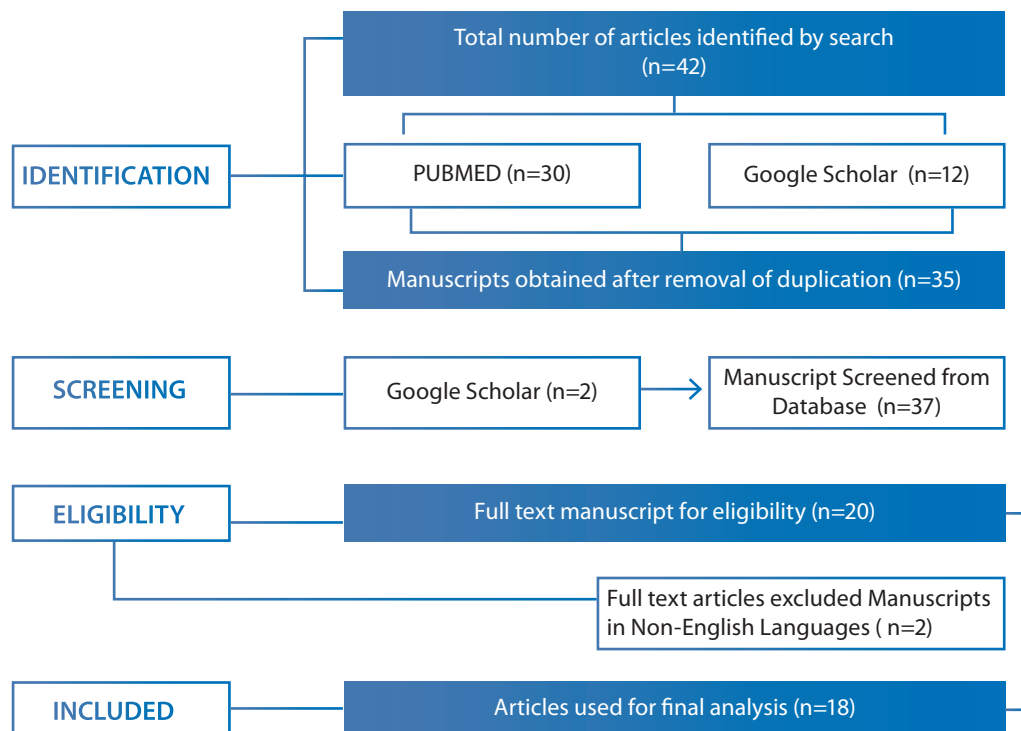 Total number of articles identified by search
(n=42)
IDENTIFICATION
PUBMED (n=30)
Google Scholar (n=12)
Manuscripts obtained after removal of duplication (n=35)
SCREENING
Google Scholar (n=2)
Manuscript Screened from
Database (n=37)
ELIGIBILITY
Full text manuscript for eligibility (n=20)
Full text articles excluded Manuscripts
in Non-English Languages ( n=2)
INCLUDED
Articles used for final analysis (n=18)